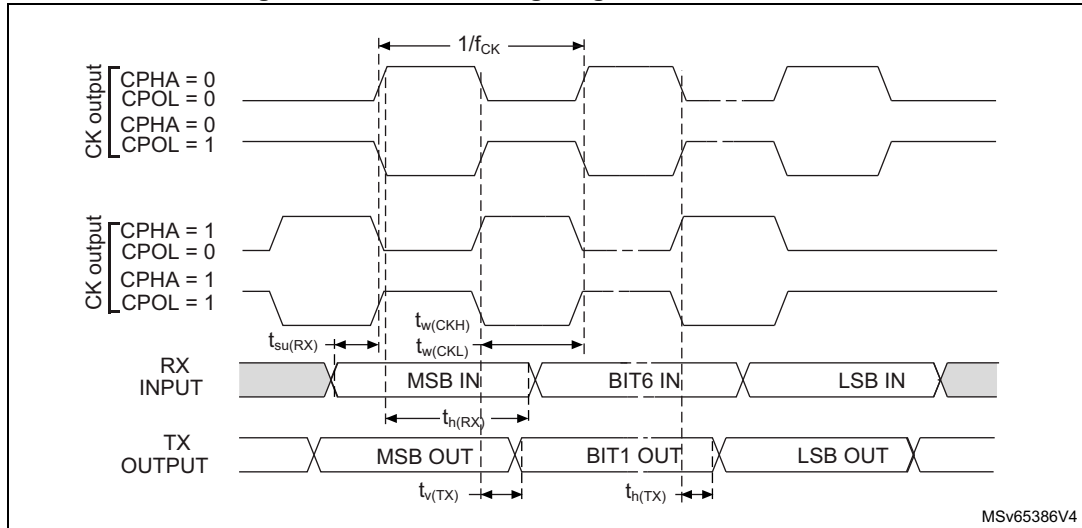 1/fCK
CK output
CPHA = 0
CPOL = 0
CPHA = 0
CPOL = 1
CK output
CPHA = 1
CPOL = 0
CPHA = 1
CPOL = 1
tw(CKH)
tw(CKL)
tsu(RX)
RX
INPUT
MSB IN
BIT6 IN
LSB IN
th(RX)
TX
OUTPUT
MSB OUT
BIT1 OUT
LSB OUT
tv(TX)
th(TX)
MSv65386V4